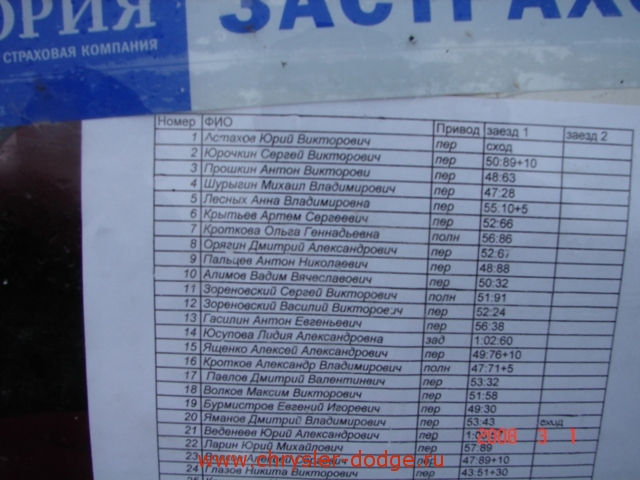 ОРИЯ
СТРАХОВАЯ КОМПАНИЯ
ЗАСТРАХО
Номер ФИО Привод заезд 1 заезд 2
1 Астахов Юрий Викторович пер сход
2 Юрочкин Сергей Викторович пер 50:89+10
3 Прошкин Антон Викторови пер 48:63
4 Шурыгин Михаил Владимирович пер 47:28
5 Лесных Анна Владимировна пер 55.10+5
6 Крытьев Артем Сергеевич пер 52:66
7 Кроткова Ольга Геннадьевна полн 56:86
8 Орягин Дмитрий Александрович пер 52:67
9 Пальцев Антон Николаевич пер 48:88
10 Алимов Вадим Вячеславович пер 50:32
11 Зореновский Сергей Викторович полн 51:91
12 Зореновский Василий Викторович пер 52:24
13 Гасилин Антон Евгеньевич пер 56:38
14 Юсупова Лидия Александровна зад 1:02:60
15 Ященко Алексей Александрович пер 49:76+10
16 Кротков Александр Владимирович полн 47:71+5
17 Павлов Дмитрий Валентинвич пер 53:32
18 Волков Максим Викторович пер 51:58
19 Бурмистров Евгений Игоревич пер 49:30
20 Яманов Дмитрий Владимирович пер 53:43 сход
21 Веденеев Юрий Александрович пер
22 Ларин Юрий Михайлович пер 57:89
23 пер 47:89+10
24 Глазов Никита Викторович пер 43:51+30
2008 3 1
www.chrysler-dodge.ru